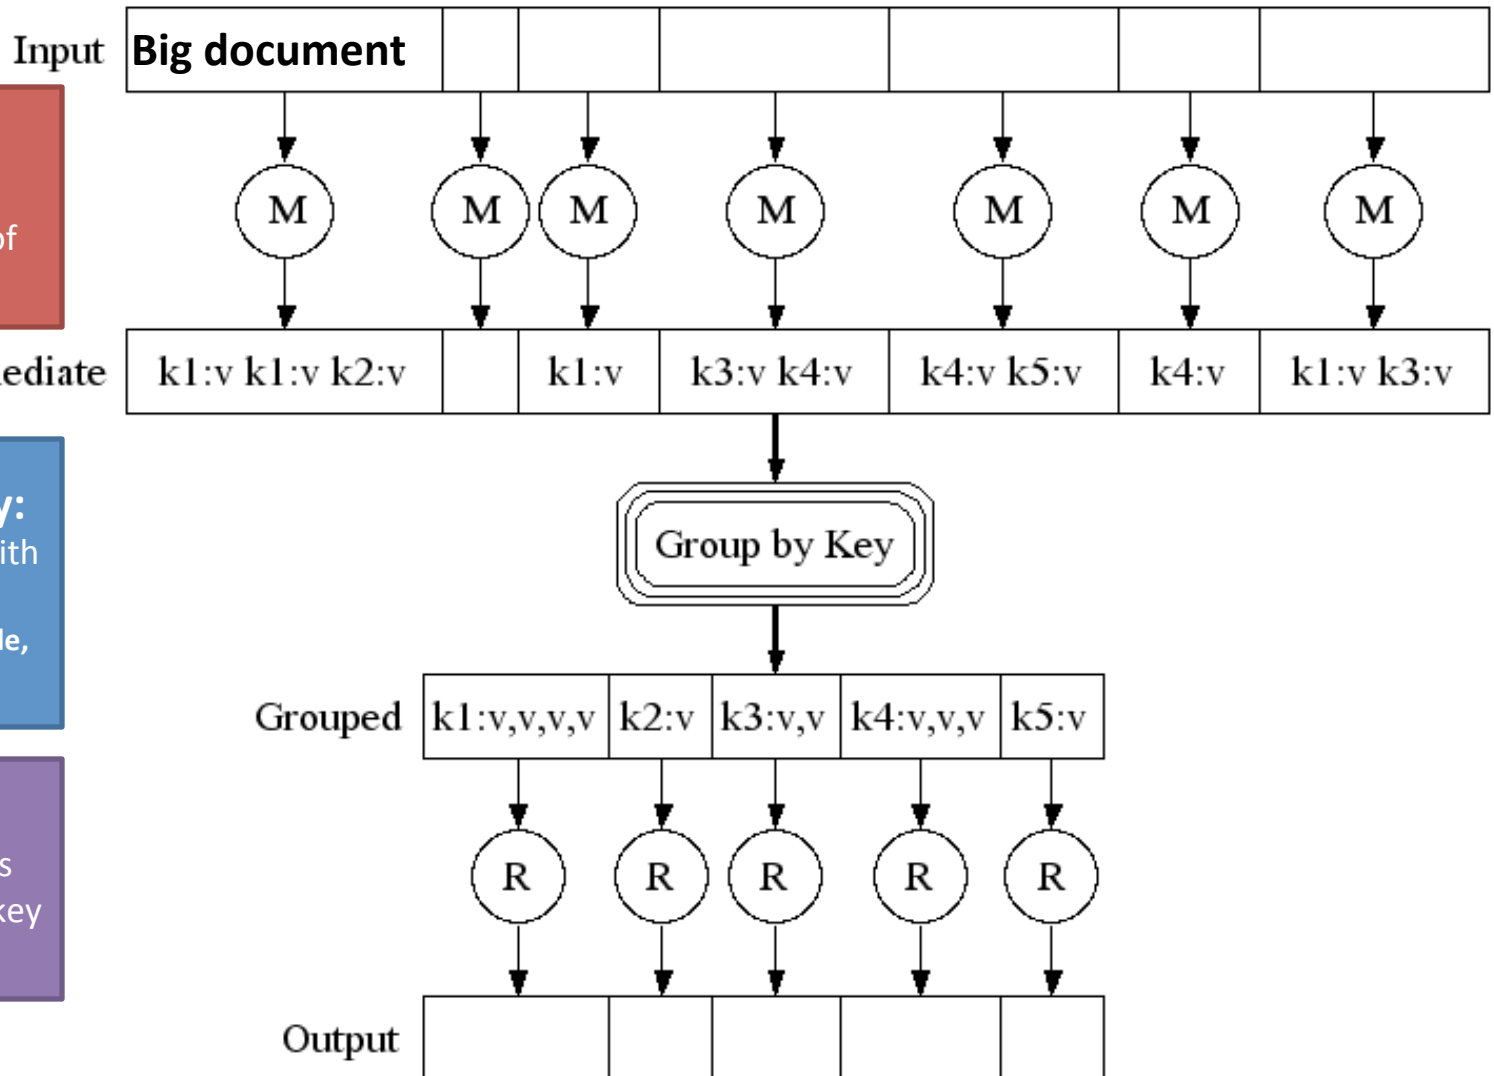 Input Big document
of
M M M M M M M
ediate k1:v k1:v k2:v k1:v k3:v k4:v k4:v k5:v k4:v k1:v k3:v
y:
ith
Group by Key
le,
Grouped k1:v,v,v,v k2:v k3:v,v k4:v,v,v k5:v
s
R R R R R
key
Output